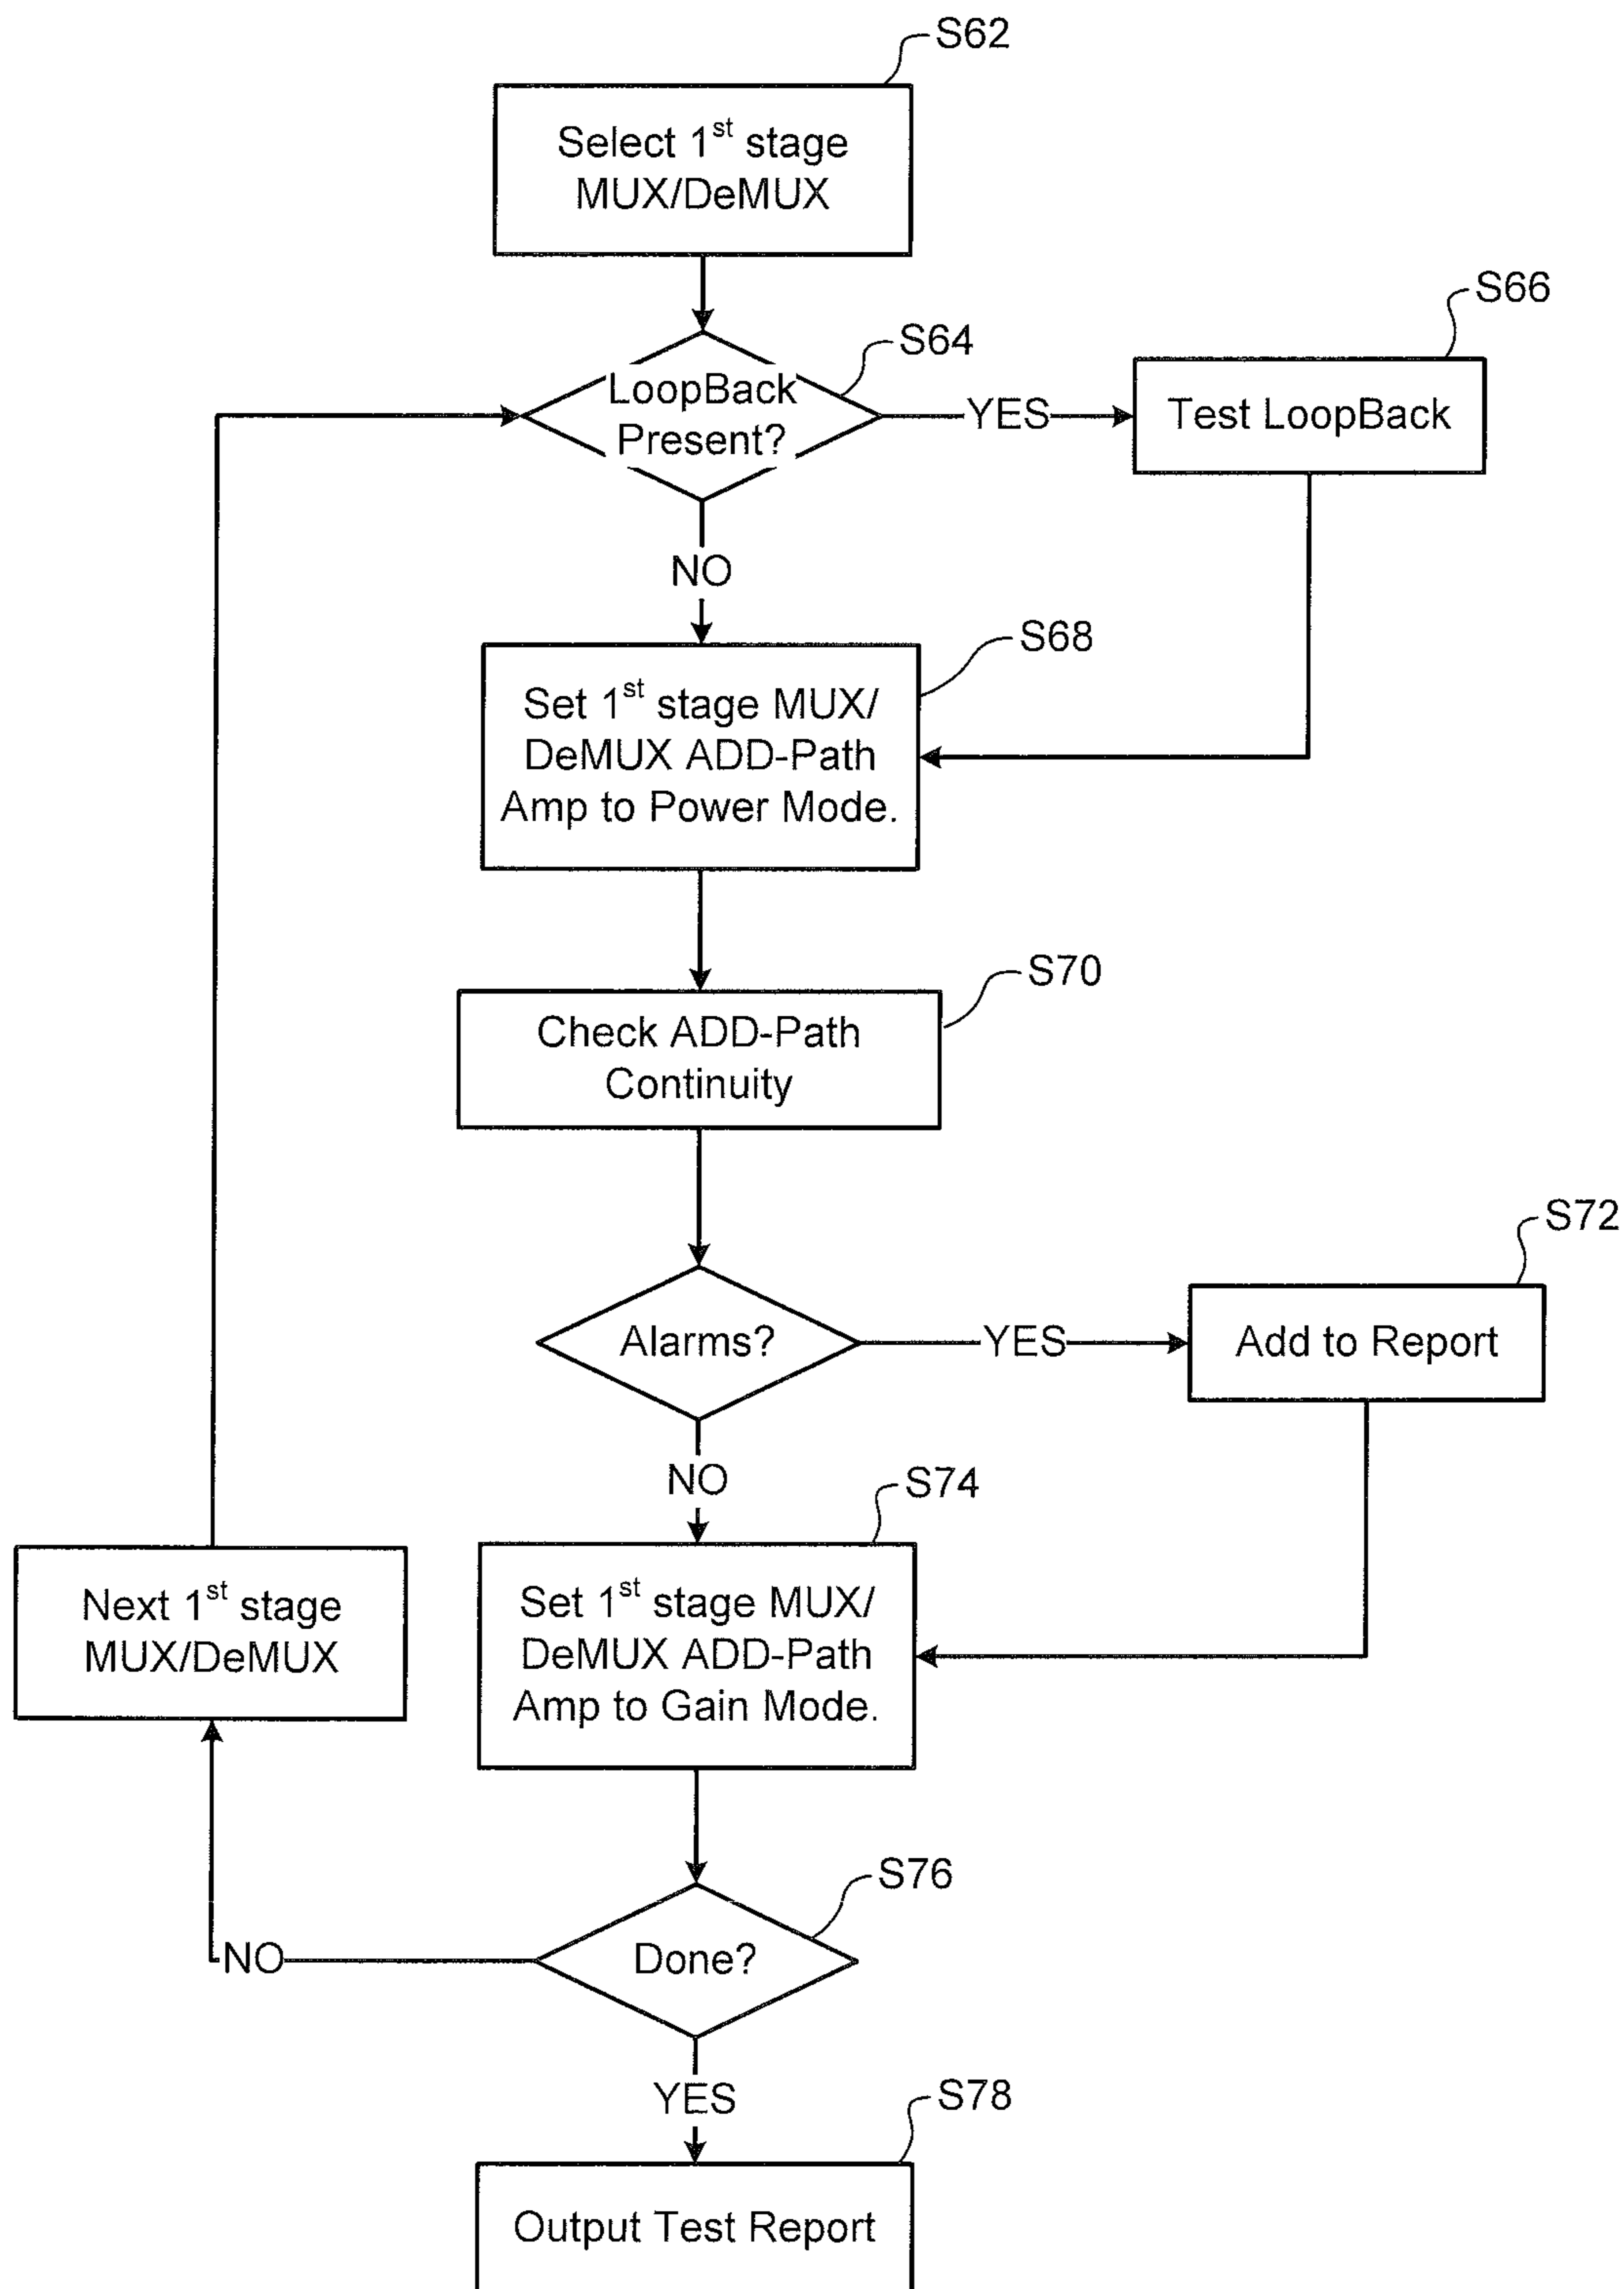 S62
Select 1st stage
MUX/DeMUX
S64
LoopBack
Present?
YES
S66
Test LoopBack
NO
S68
Set 1st stage MUX/
DeMUX ADD-Path
Amp to Power Mode.
S70
Check ADD-Path
Continuity
Alarms?
YES
S72
Add to Report
NO
S74
Set 1st stage MUX/
DeMUX ADD-Path
Amp to Gain Mode.
Next 1st stage
MUX/DeMUX
S76
Done?
NO
YES
S78
Output Test Report